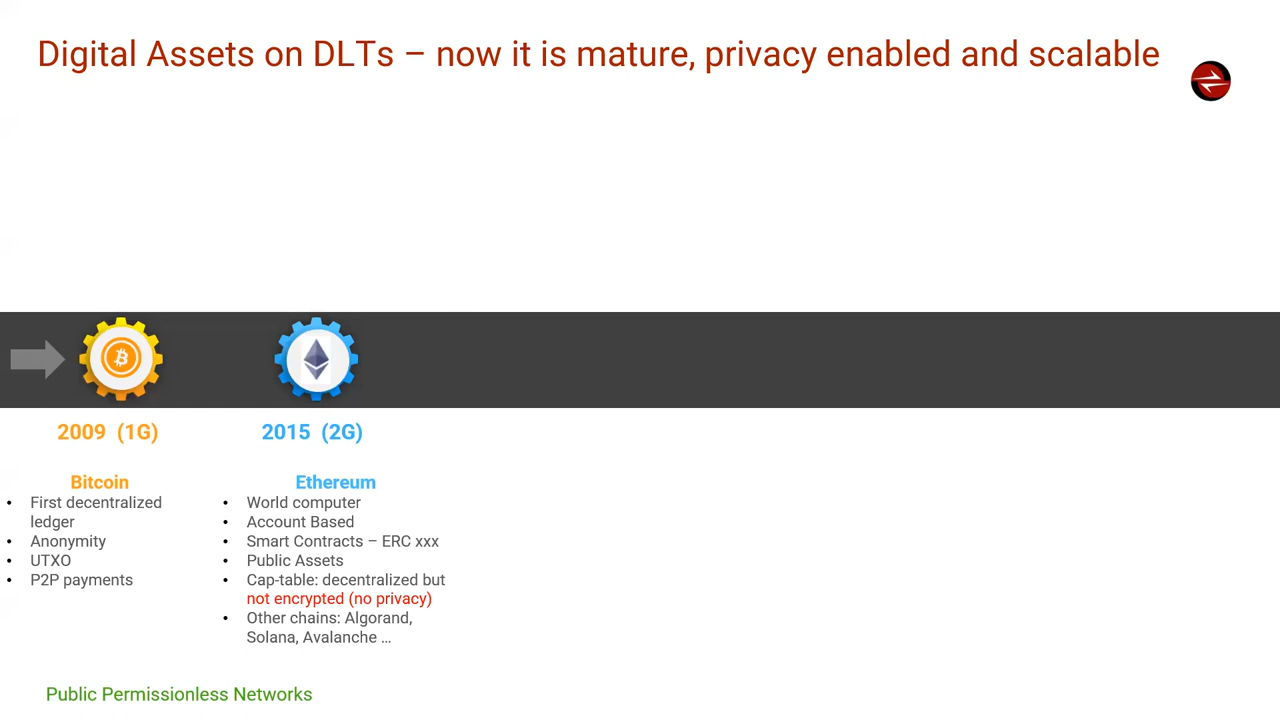 Digital Assets on DLTs – now it is mature, privacy enabled and scalable
2009 (1G)
Bitcoin
• First decentralized
ledger
• Anonymity
• UTXO
• P2P payments
2015 (2G)
Ethereum
• World computer
• Account Based
• Smart Contracts – ERC xxx
• Public Assets
• Cap-table: decentralized but
not encrypted (no privacy)
• Other chains: Algorand,
Solana, Avalanche …
Public Permissionless Networks